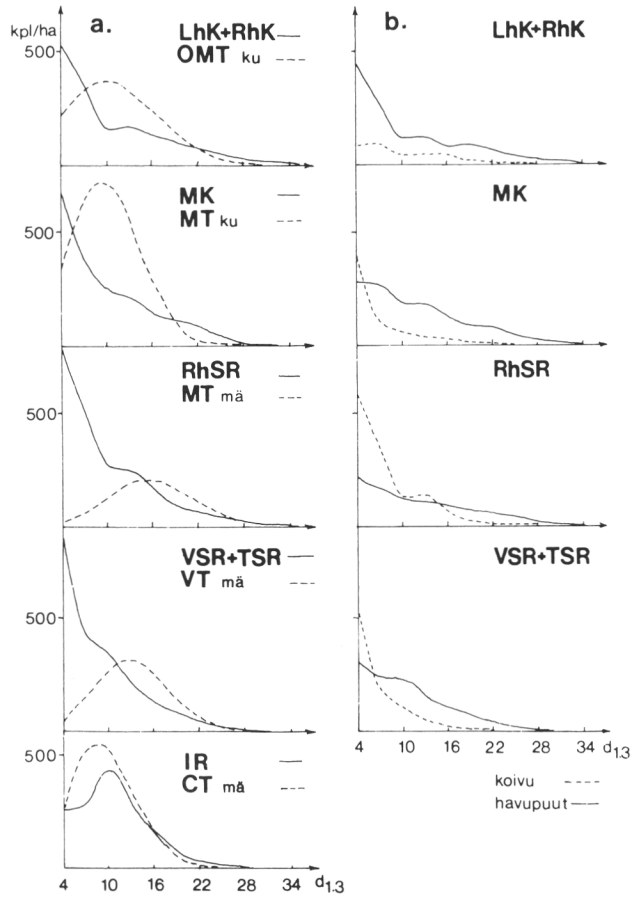 a.
kpl/ha
500
LhK+RhK
OMT ku
500
MK
MT ku
500
RhSR
MT mä
500
VSR+TSR
VT mä
500
IR
CT mä
4 10 16 22 28 34 d1.3
b.
LhK+RhK
MK
RhSR
VSR+TSR
4 10 16 22 28 34 d1.3
koivu
havupuut